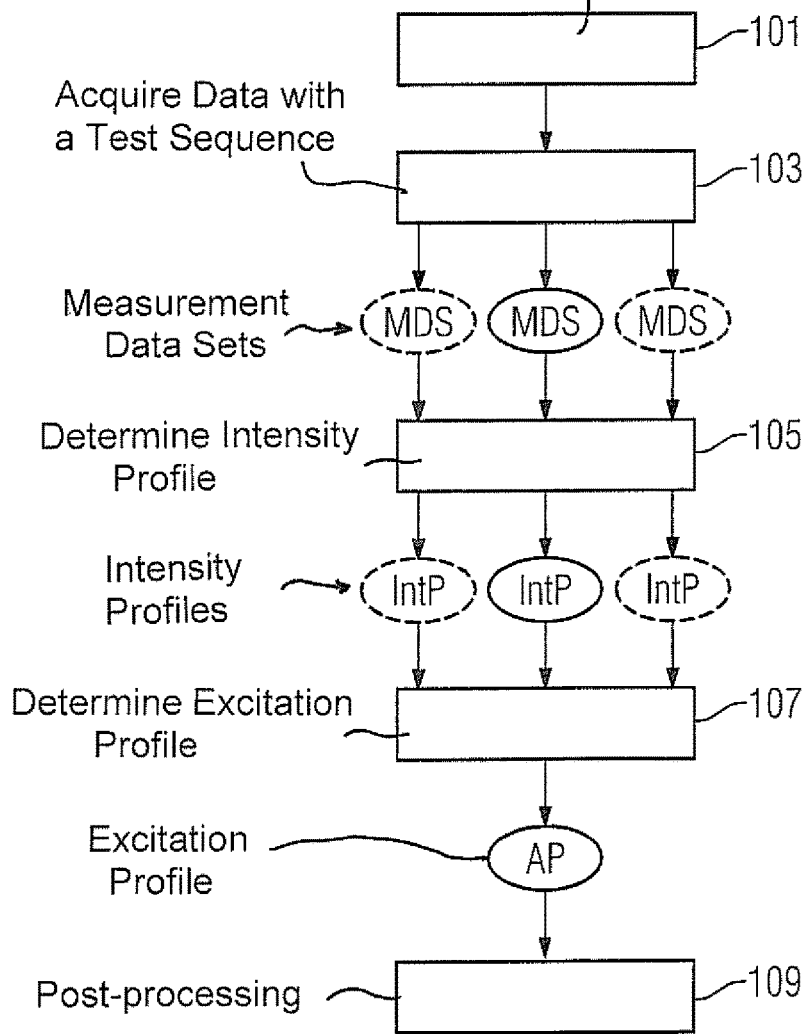 101
Acquire Data with
a Test Sequence
103
Measurement
Data Sets
MDS MDS MDS
Determine Intensity
Profile
105
Intensity
Profiles
IntP IntP IntP
Determine Excitation
Profile
107
Excitation
Profile
AP
Post-processing
109